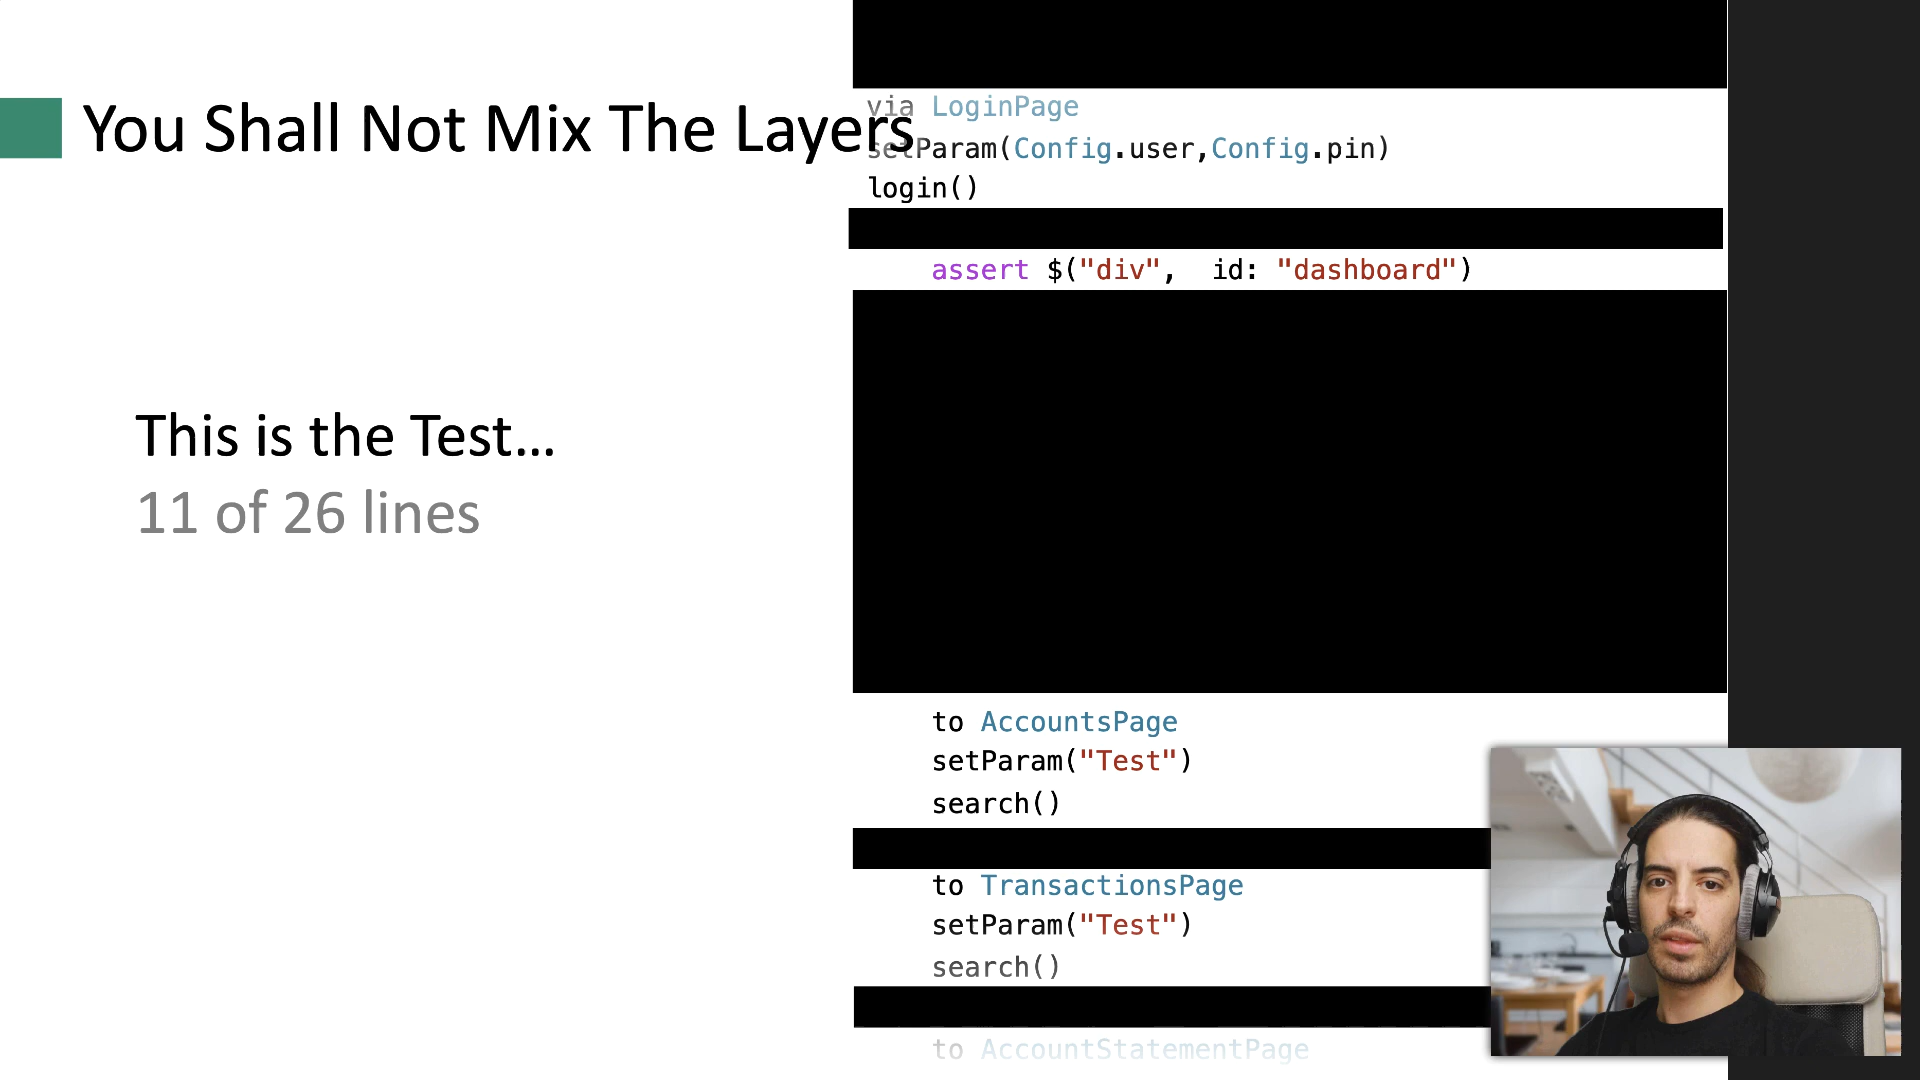 You Shall Not Mix The Layers
This is the Test...
11 of 26 lines
via LoginPage
setParam(Config.user,Config.pin)
login()
assert $("div",  id: "dashboard")
to AccountsPage
setParam("Test")
search()
to TransactionsPage
setParam("Test")
search()
to AccountStatementPage